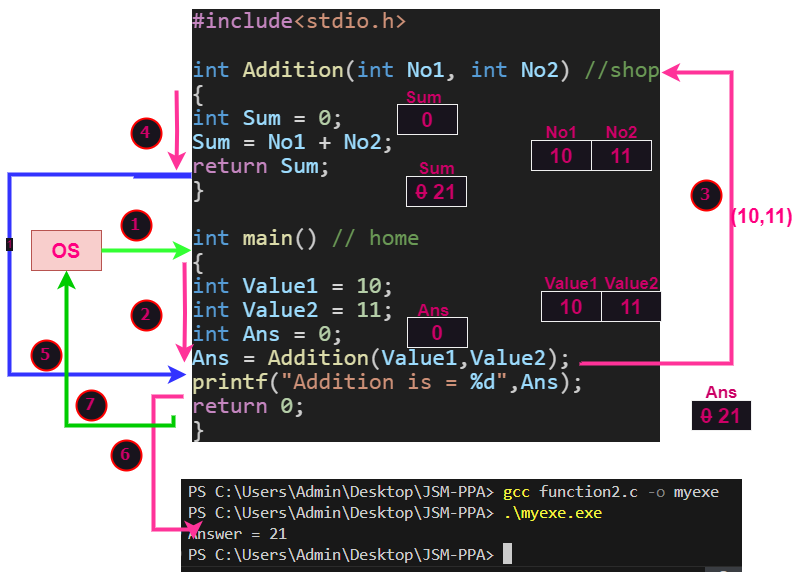 #include<stdio.h>
int Addition(int No1, int No2) //shop
{
Sum
int Sum = 0;
0
4
Sum = No1 + No2;
No1 No2
10 11
return Sum;
Sum
3
}
0 21
(10,11)
1
int main() // home
OS
{
int Value1 = 10;
Value1 Value2
10 11
2
int Value2 = 11;
Ans
int Ans = 0;
0
5
Ans = Addition(Value1,Value2);
printf("Addition is = %d",Ans);
Ans
7
return 0;
0 21
}
6
PS C:\Users\Admin\Desktop\JSM-PPA> gcc function2.c -o myexe
PS C:\Users\Admin\Desktop\JSM-PPA> .\myexe.exe
Answer = 21
PS C:\Users\Admin\Desktop\JSM-PPA>